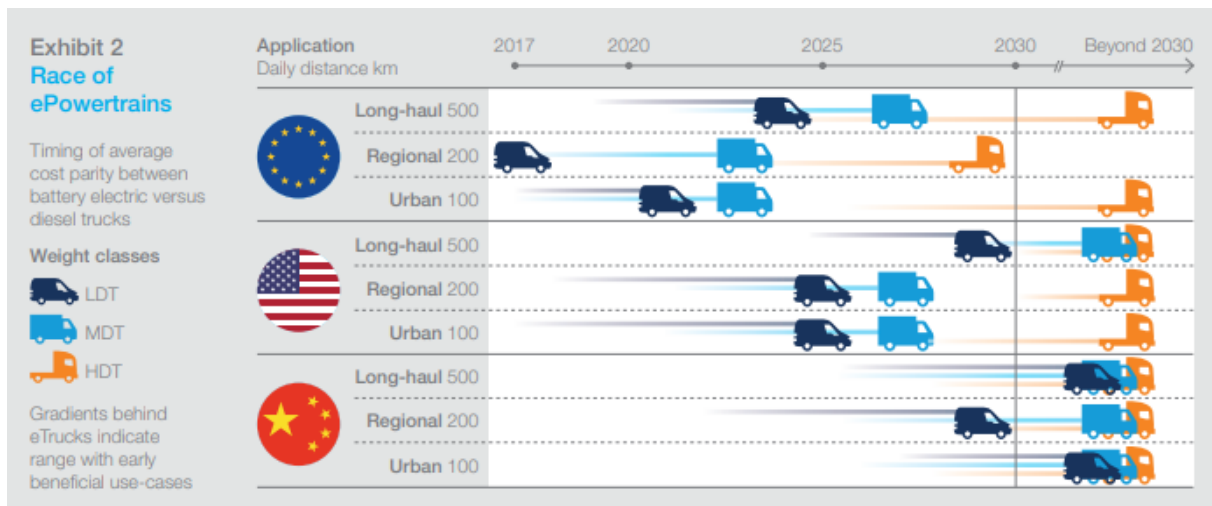 Exhibit 2
Race of
ePowertrains
Timing of average
cost parity between
battery electric versus
diesel trucks
Weight classes
LDT
MDT
HDT
Gradients behind
eTrucks indicate
range with early
beneficial use-cases
Application
Daily distance km
2017 2020 2025 2030 Beyond 2030
Long-haul 500
Regional 200
Urban 100
Long-haul 500
Regional 200
Urban 100
Long-haul 500
Regional 200
Urban 100